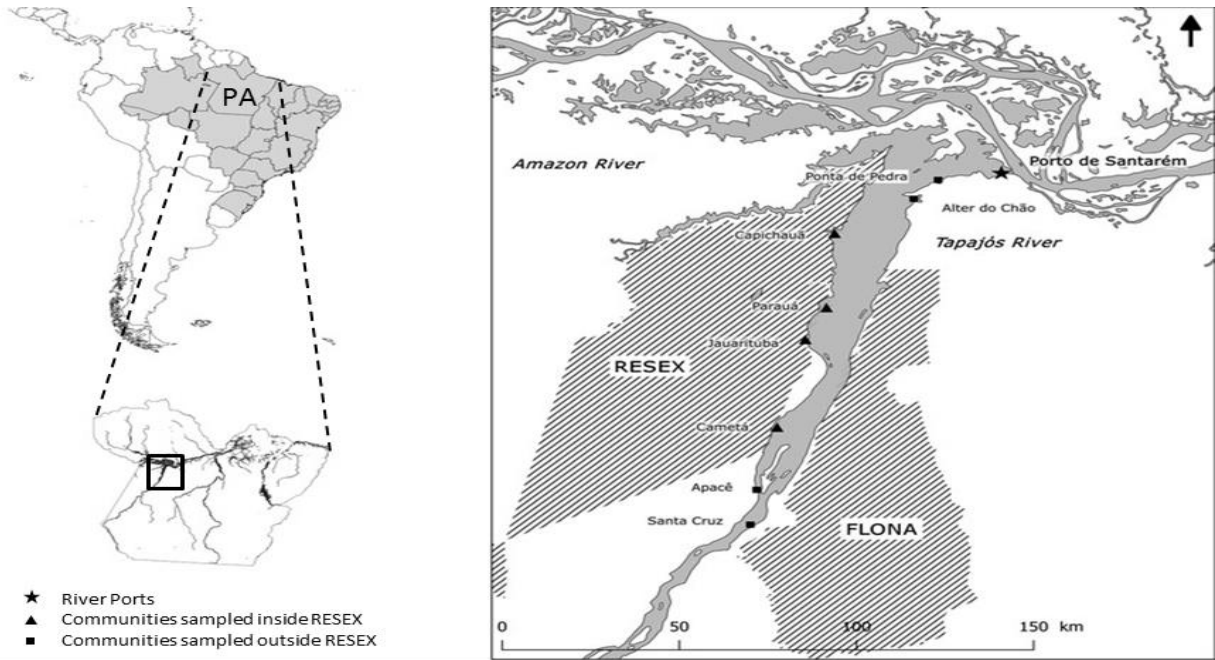 PA
★ River Ports
▲ Communities sampled inside RESEX
■ Communities sampled outside RESEX
Amazon River
Porto de Santarém
Ponta de Pedra
Alter do Chão
Capichauã
Tapajós River
Parauá
Jauarituba
RESEX
Cametá
Apacê
Santa Cruz
FLONA
0 50 100 150 km